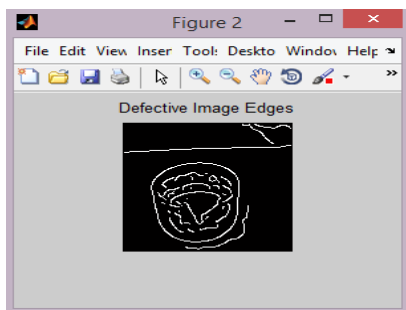 Figure 2
File Edit View Inser Tool: Deskto Windov Help
Defective Image Edges